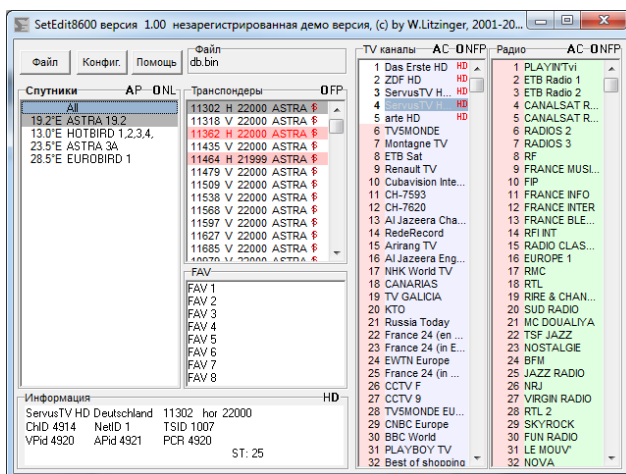 SetEdit8600 версия 1.00 незарегистрированная демо версия, (c) by W.Litzinger, 2001-20...
Файл
Конфиг.
Помощь
Файл
db.bin
Спутники AP ONL
All
19.2°E ASTRA 19.2
13.0°E HOTBIRD 1,2,3,4,
23.5°E ASTRA 3A
28.5°E EUROBIRD 1
Транспондеры OFP
11302 H 22000 ASTRA $
11318 V 22000 ASTRA $
11362 H 22000 ASTRA $
11435 V 22000 ASTRA $
11464 H 21999 ASTRA $
11479 V 22000 ASTRA $
11509 V 22000 ASTRA $
11538 V 22000 ASTRA $
11568 V 22000 ASTRA $
11597 V 22000 ASTRA $
11627 V 22000 ASTRA $
11685 V 22000 ASTRA $
FAV
FAV 1
FAV 2
FAV 3
FAV 4
FAV 5
FAV 6
FAV 7
FAV 8
TV каналы AC-ONFP
1 Das Erste HD HD
2 ZDF HD HD
3 ServusTV H... HD
4 ServusTV H... HD
5 arte HD HD
6 TV5MONDE
7 Montagne TV
8 ETB Sat
9 Renault TV
10 Cubavision Inte...
11 CH-7593
12 CH-7620
13 Al Jazeera Cha...
14 RedeRecord
15 Arirang TV
16 Al Jazeera Eng...
17 NHK World TV
18 CANARIAS
19 TV GALICIA
20 KTO
21 Russia Today
22 France 24 (en ...
23 France 24 (in E...
24 EWTN Europe
25 France 24 (in ...
26 CCTV F
27 CCTV 9
28 TV5MONDE EU...
29 CNBC Europe
30 BBC World
31 PLAYBOY TV
32 Best of shopping
Радио AC-ONFP
1 PLAYIN'Tvi
2 ETB Radio 1
3 ETB Radio 2
4 CANALSAT R...
5 CANALSAT R...
6 RADIOS 2
7 RADIOS 3
8 RF
9 FRANCE MUSI...
10 FIP
11 FRANCE INFO
12 FRANCE INTER
13 FRANCE BLE...
14 RFI INT
15 RADIO CLAS...
16 EUROPE 1
17 RMC
18 RTL
19 RIRE & CHAN...
20 SUD RADIO
21 MC DOUALIYA
22 TSF JAZZ
23 NOSTALGIE
24 BFM
25 JAZZ RADIO
26 NRJ
27 VIRGIN RADIO
28 RTL 2
29 SKYROCK
30 FUN RADIO
31 LE MOUV'
32 NOVA
Информация HD
ServusTV HD Deutschland 11302 hor 22000
ChID 4914 NetID 1 TSID 1007
VPid 4920 APid 4921 PCR 4920
ST: 25